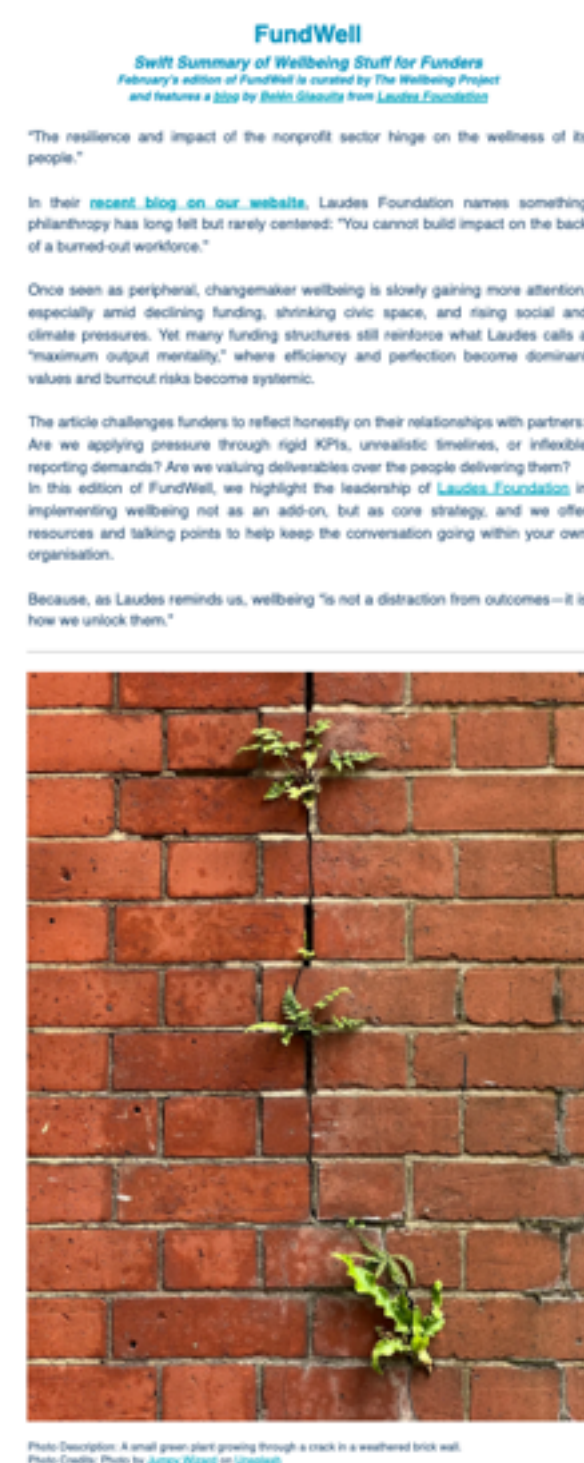 FundWell
Swift Summary of Wellbeing Stuff for Funders
February's edition of FundWell is curated by The Wellbeing Project
and features a blog by Belén Giaquita from Laudes Foundation
"The resilience and impact of the nonprofit sector hinge on the wellness of its
people."
In their recent blog on our website, Laudes Foundation names something
philanthropy has long felt but rarely centered: "You cannot build impact on the back
of a burned-out workforce."
Once seen as peripheral, changemaker wellbeing is slowly gaining more attention,
especially amid declining funding, shrinking civic space, and rising social and
climate pressures. Yet many funding structures still reinforce what Laudes calls a
"maximum output mentality," where efficiency and perfection become dominant
values and burnout risks become systemic.
The article challenges funders to reflect honestly on their relationships with partners:
Are we applying pressure through rigid KPIs, unrealistic timelines, or inflexible
reporting demands? Are we valuing deliverables over the people delivering them?
In this edition of FundWell, we highlight the leadership of Laudes Foundation in
implementing wellbeing not as an add-on, but as core strategy, and we offer
resources and talking points to help keep the conversation going within your own
organisation.
Because, as Laudes reminds us, wellbeing "is not a distraction from outcomes—it is
how we unlock them."
Photo Description: A small green plant growing through a crack in a weathered brick wall.
Photo Credity: Photo by Jumpy Wizard on Unsplash